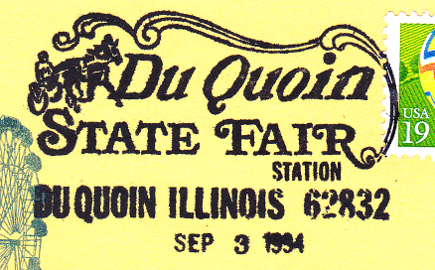 Du Quoin
STATE FAIR
STATION
DU QUOIN ILLINOIS 62832
SEP 3 1994
USA
19